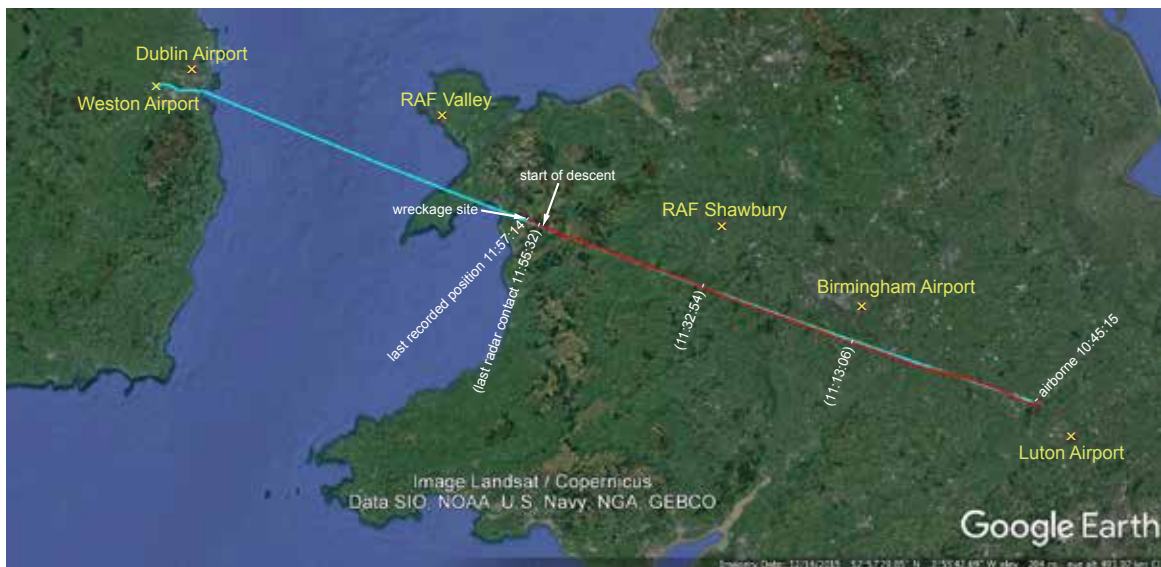 Dublin Airport
Weston Airport
RAF Valley
start of descent
wreckage site
RAF Shawbury
last recorded position 11:57:14
(last radar contact 11:55:32)
(11:32:54)
Birmingham Airport
(11:13:06)
airborne 10:45:15
Luton Airport
Image Landsat / Copernicus
Data SIO, NOAA, U.S. Navy, NGA, GEBCO
Google Earth